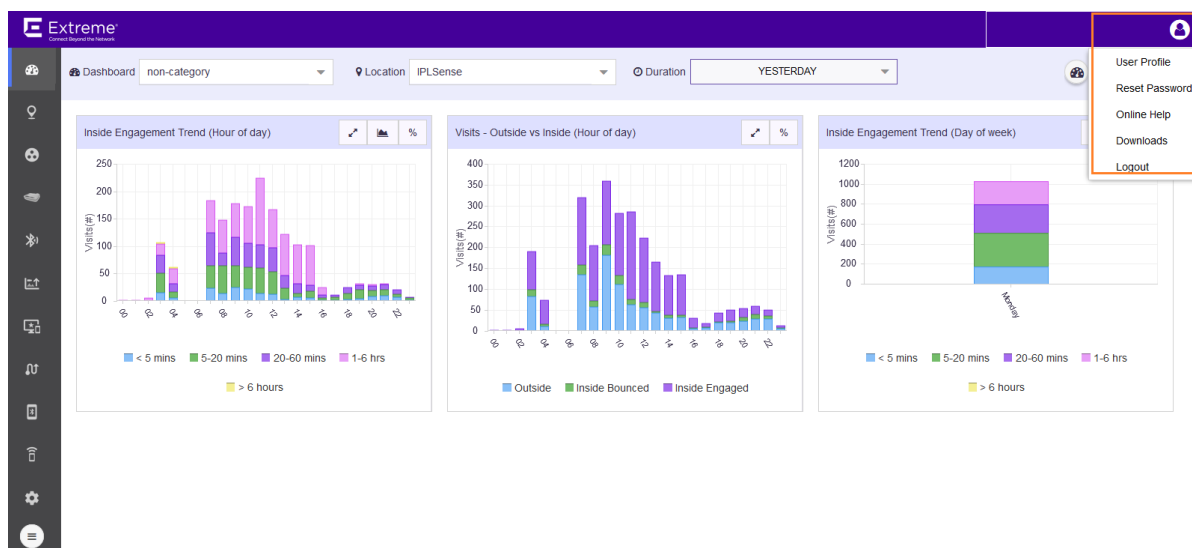 Extreme
Connect Beyond the Network
User Profile
Reset Password
Online Help
Downloads
Logout
Dashboard non-category Location IPLSense Duration YESTERDAY
Inside Engagement Trend (Hour of day) %
Visits(#)
250
200
150
100
50
0
00 02 04 06 08 10 12 14 16 18 20 22
< 5 mins 5-20 mins 20-60 mins 1-6 hrs
> 6 hours
Visits - Outside vs Inside (Hour of day) %
Visits(#)
400
350
300
250
200
150
100
50
0
00 02 04 06 08 10 12 14 16 18 20 22
Outside Inside Bounced Inside Engaged
Inside Engagement Trend (Day of week)
Visits(#)
1200
1000
800
600
400
200
0
Monday
< 5 mins 5-20 mins 20-60 mins 1-6 hrs
> 6 hours